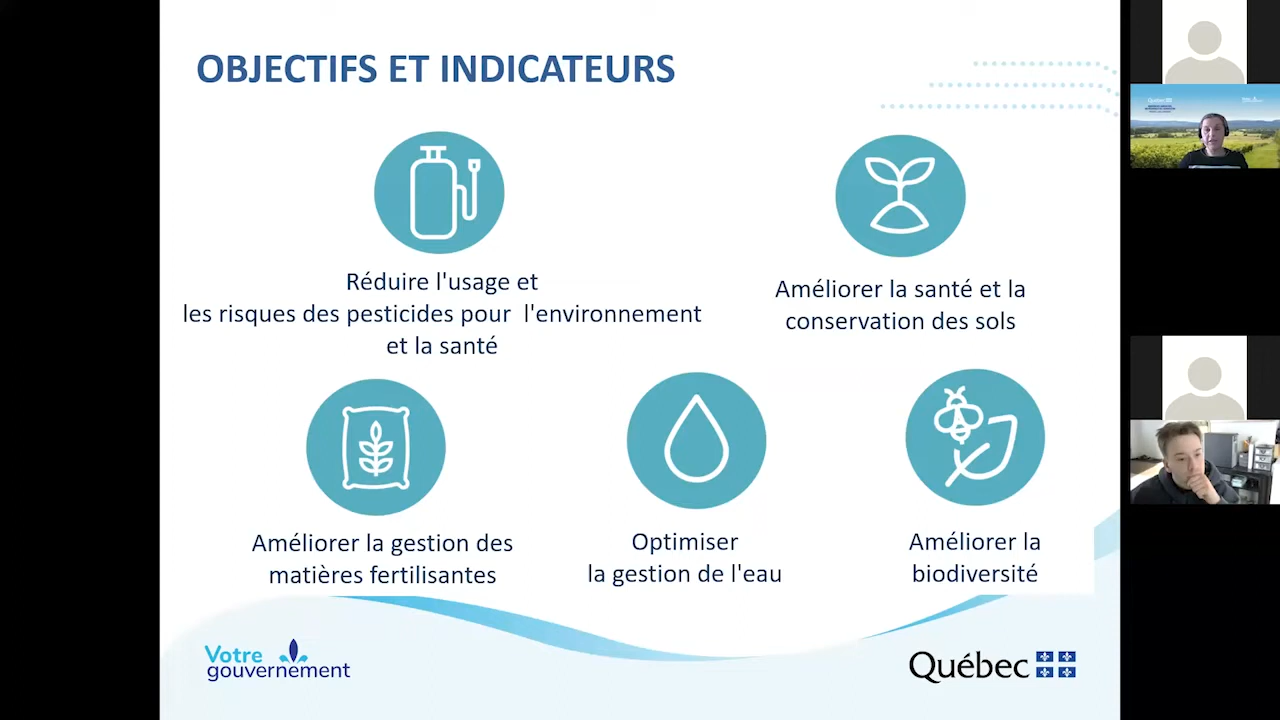 OBJECTIFS ET INDICATEURS
Réduire l'usage et
les risques des pesticides pour l'environnement
et la santé
Améliorer la santé et la
conservation des sols
Améliorer la gestion des
matières fertilisantes
Optimiser
la gestion de l'eau
Améliorer la
biodiversité
Votre
gouvernement
Québec
Québec